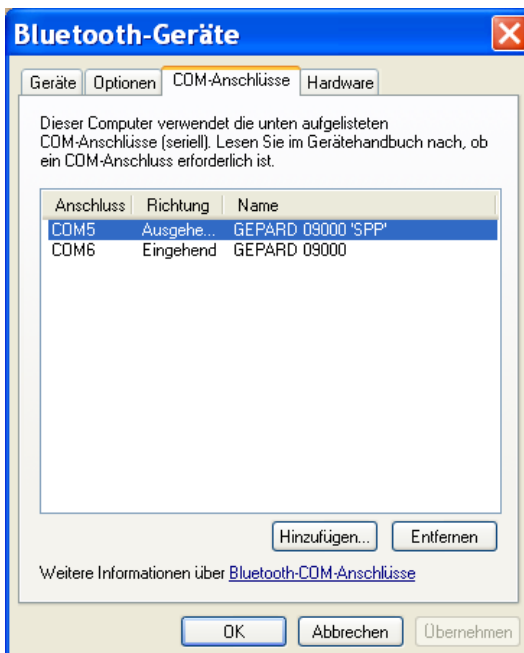 Bluetooth-Geräte
Geräte Optionen COM-Anschlüsse Hardware
Dieser Computer verwendet die unten aufgelisteten
COM-Anschlüsse (seriell). Lesen Sie im Gerätehandbuch nach, ob
ein COM-Anschluss erforderlich ist.
Anschluss Richtung Name
COM5 Ausgehe... GEPARD 09000 'SPP'
COM6 Eingehend GEPARD 09000
Hinzufügen... Entfernen
Weitere Informationen über Bluetooth-COM-Anschlüsse
OK Abbrechen Übernehmen